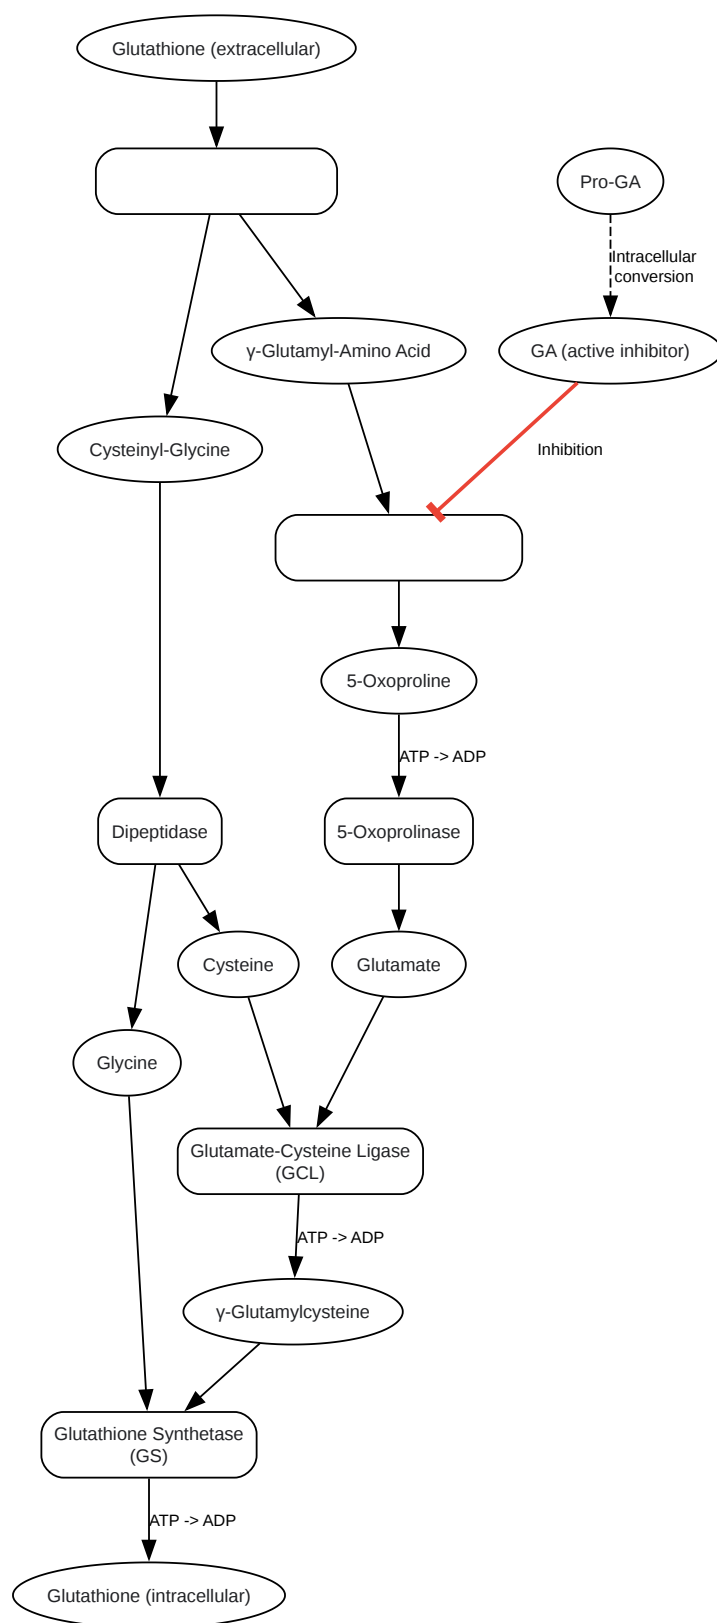 Glutathione (extracellular)
Pro-GA
Intracellular
conversion
γ-Glutamyl-Amino Acid
GA (active inhibitor)
Cysteinyl-Glycine
Inhibition
5-Oxoproline
ATP -> ADP
Dipeptidase
5-Oxoprolinase
Cysteine
Glutamate
Glycine
Glutamate-Cysteine Ligase
(GCL)
ATP -> ADP
γ-Glutamylcysteine
Glutathione Synthetase
(GS)
ATP -> ADP
Glutathione (intracellular)